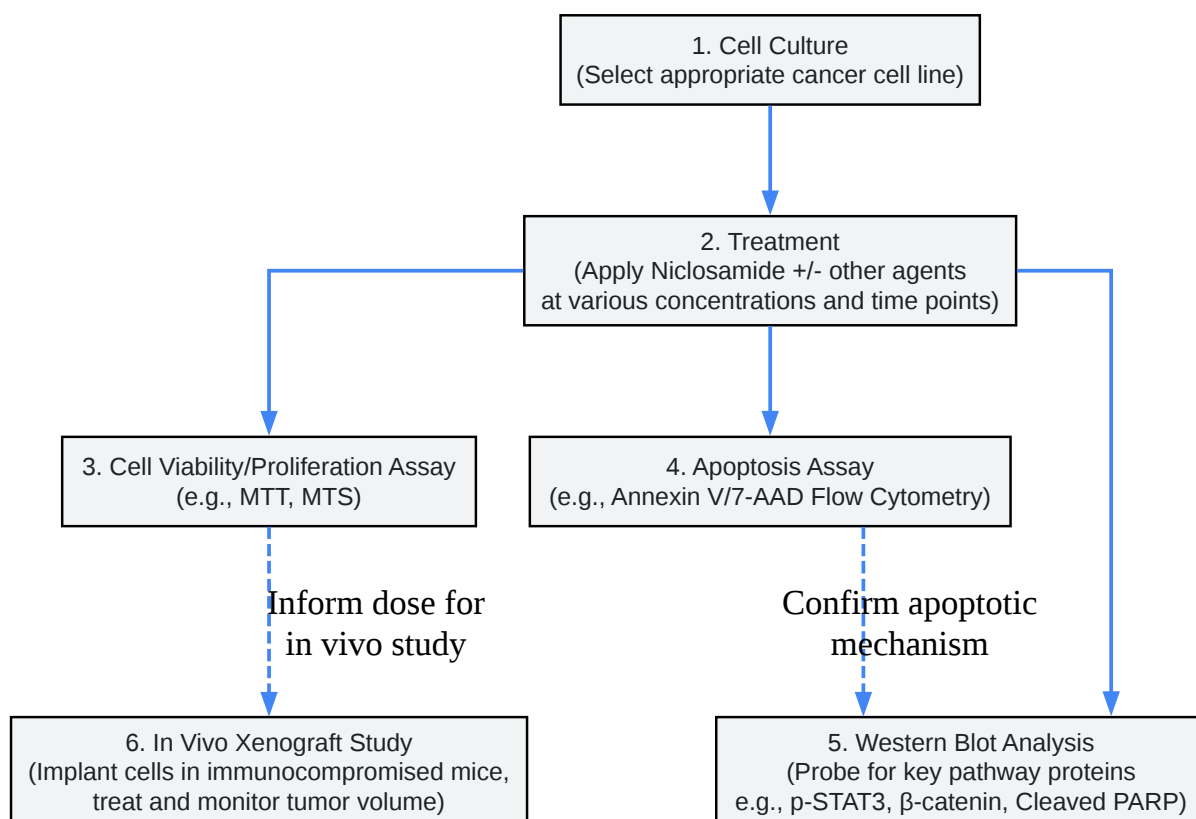 1. Cell Culture
(Select appropriate cancer cell line)
2. Treatment
(Apply Niclosamide +/- other agents
at various concentrations and time points)
3. Cell Viability/Proliferation Assay
(e.g., MTT, MTS)
4. Apoptosis Assay
(e.g., Annexin V/7-AAD Flow Cytometry)
Inform dose for
in vivo study
Confirm apoptotic
mechanism
6. In Vivo Xenograft Study
(Implant cells in immunocompromised mice,
treat and monitor tumor volume)
5. Western Blot Analysis
(Probe for key pathway proteins
e.g., p-STAT3, β-catenin, Cleaved PARP)